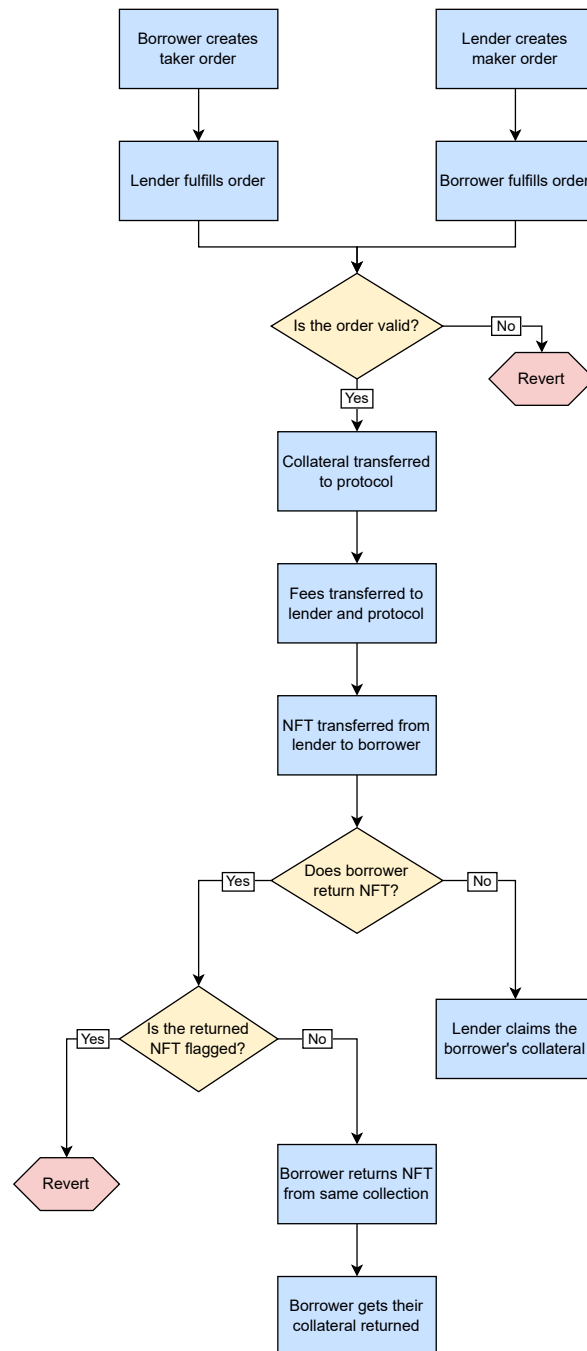 Borrower creates
taker order
Lender creates
maker order
Lender fulfills order
Borrower fulfills order
Is the order valid?
No
Revert
Yes
Collateral transferred
to protocol
Fees transferred to
lender and protocol
NFT transferred from
lender to borrower
Does borrower
return NFT?
Yes
No
Is the returned
NFT flagged?
Yes
No
Lender claims the
borrower's collateral
Revert
Borrower returns NFT
from same collection
Borrower gets their
collateral returned